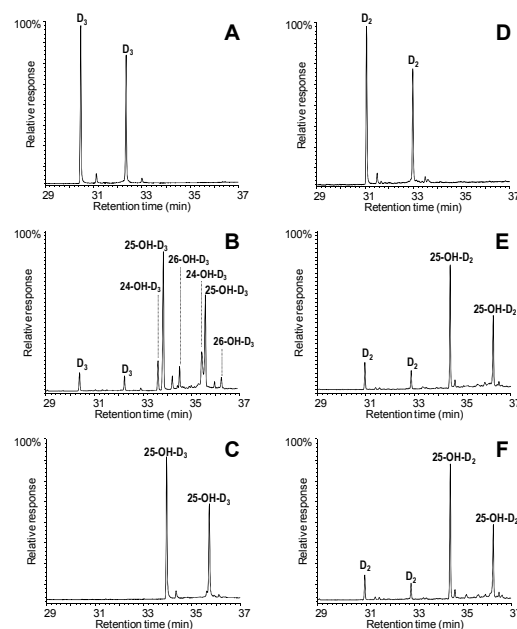 A
100%
D₃
D₃
Relative response
29 31 33 35 37
Retention time (min)
D
100%
D₂
D₂
Relative response
29 31 33 35 37
Retention time (min)
B
100%
25-OH-D₃
26-OH-D₃
24-OH-D₃
24-OH-D₃
25-OH-D₃
26-OH-D₃
D₃
D₃
Relative response
29 31 33 35 37
Retention time (min)
E
100%
25-OH-D₂
25-OH-D₂
D₂
D₂
Relative response
29 31 33 35 37
Retention time (min)
C
100%
25-OH-D₃
25-OH-D₃
Relative response
29 31 33 35 37
Retention time (min)
F
100%
25-OH-D₂
25-OH-D₂
D₂
D₂
Relative response
29 31 33 35 37
Retention time (min)